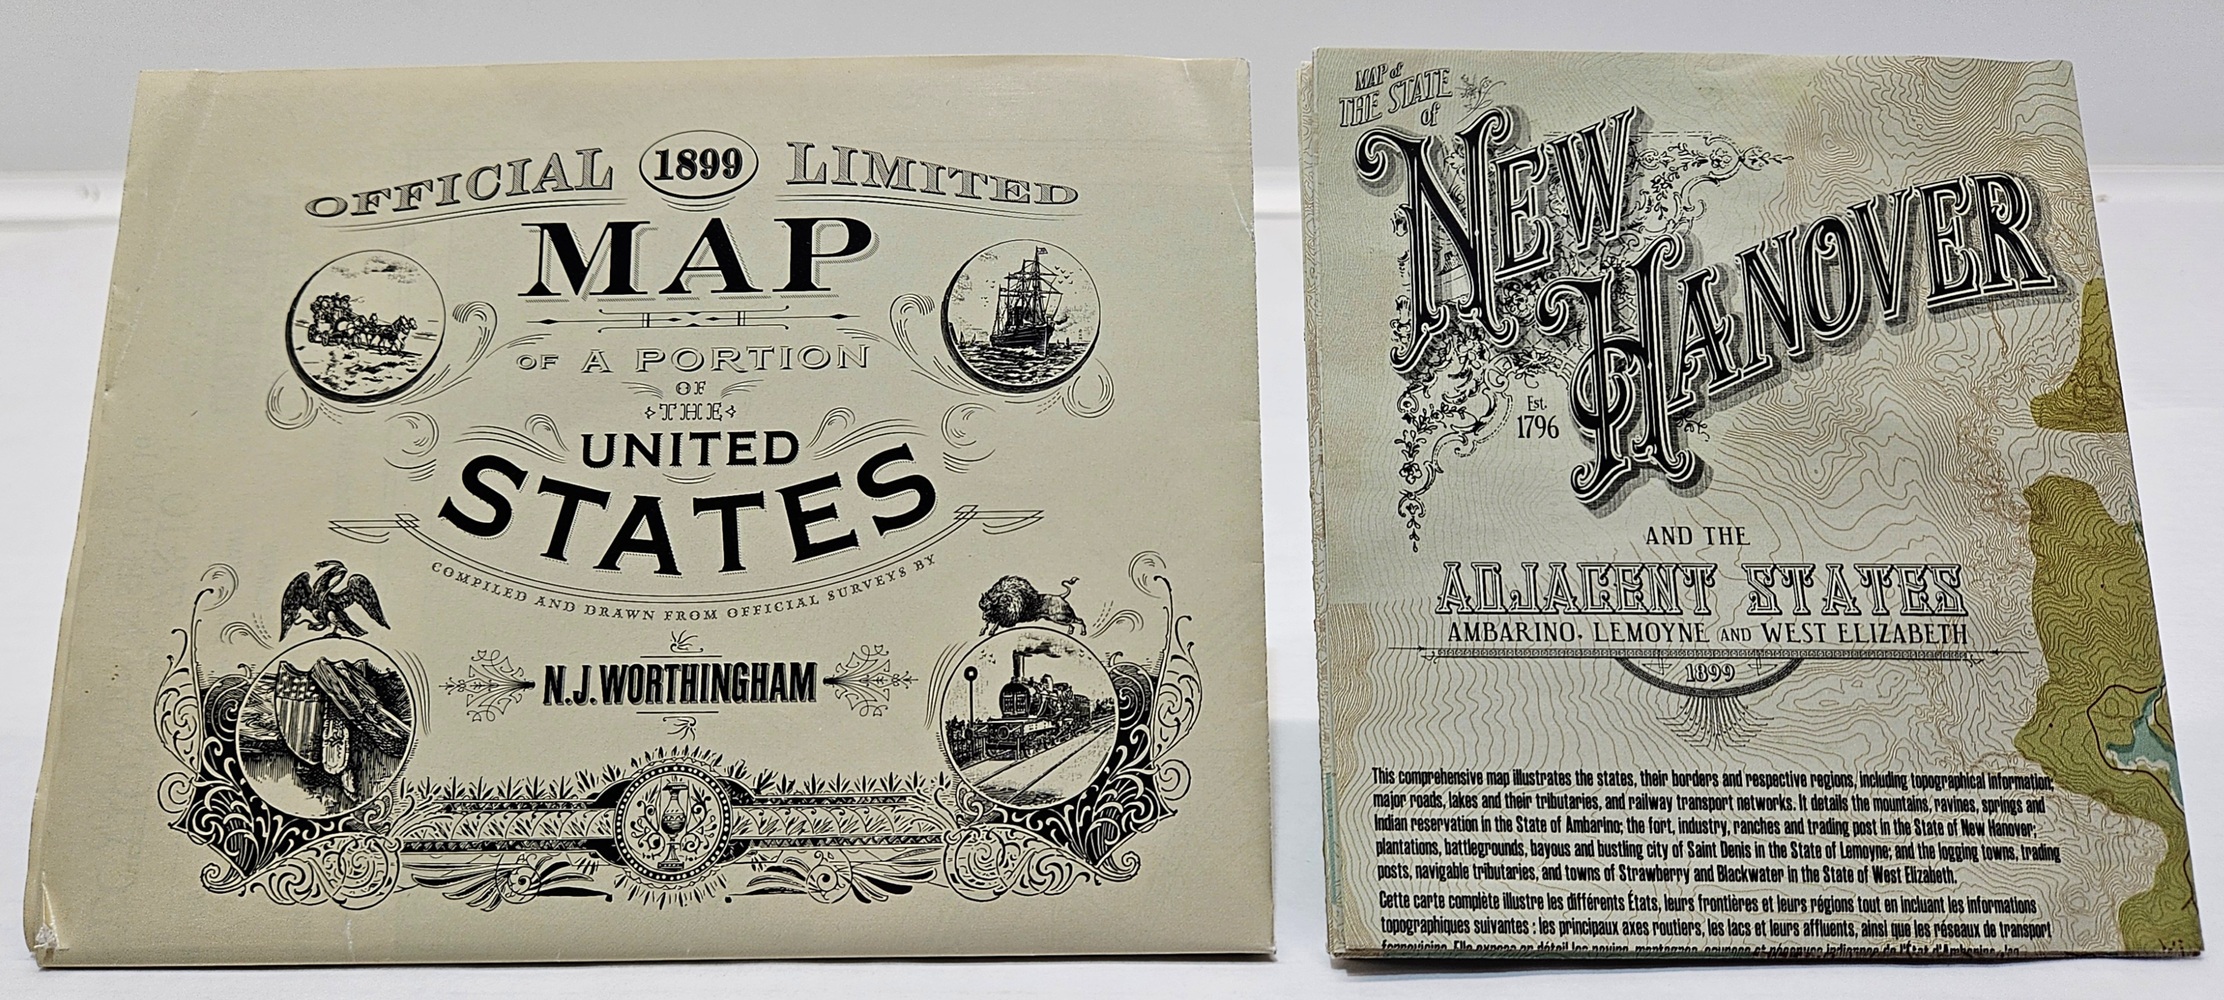 OFFICIAL 1899 LIMITED
MAP
OF A PORTION
OF
THE
UNITED
STATES
COMPILED AND DRAWN FROM OFFICIAL SURVEYS BY
N.J. WORTHINGHAM
MAP of
THE STATE
of
NEW
HANOVER
Est.
1796
AND THE
ADJACENT STATES
AMBARINO, LEMOYNE AND WEST ELIZABETH
1899
This comprehensive map illustrates the states, their borders and respective regions, including topographical information;
major roads, lakes and their tributaries, and railway transport networks. It details the mountains, ravines, springs and
Indian reservation in the State of Ambarino; the fort, industry, ranches and trading post in the State of New Hanover;
plantations, battlegrounds, bayous and bustling city of Saint Denis in the State of Lemoyne; and the logging towns, trading
posts, navigable tributaries, and towns of Strawberry and Blackwater in the State of West Elizabeth.
Cette carte complète illustre les différents États, leurs frontières et leurs régions tout en incluant les informations
topographiques suivantes : les principaux axes routiers, les lacs et leurs affluents, ainsi que les réseaux de transport